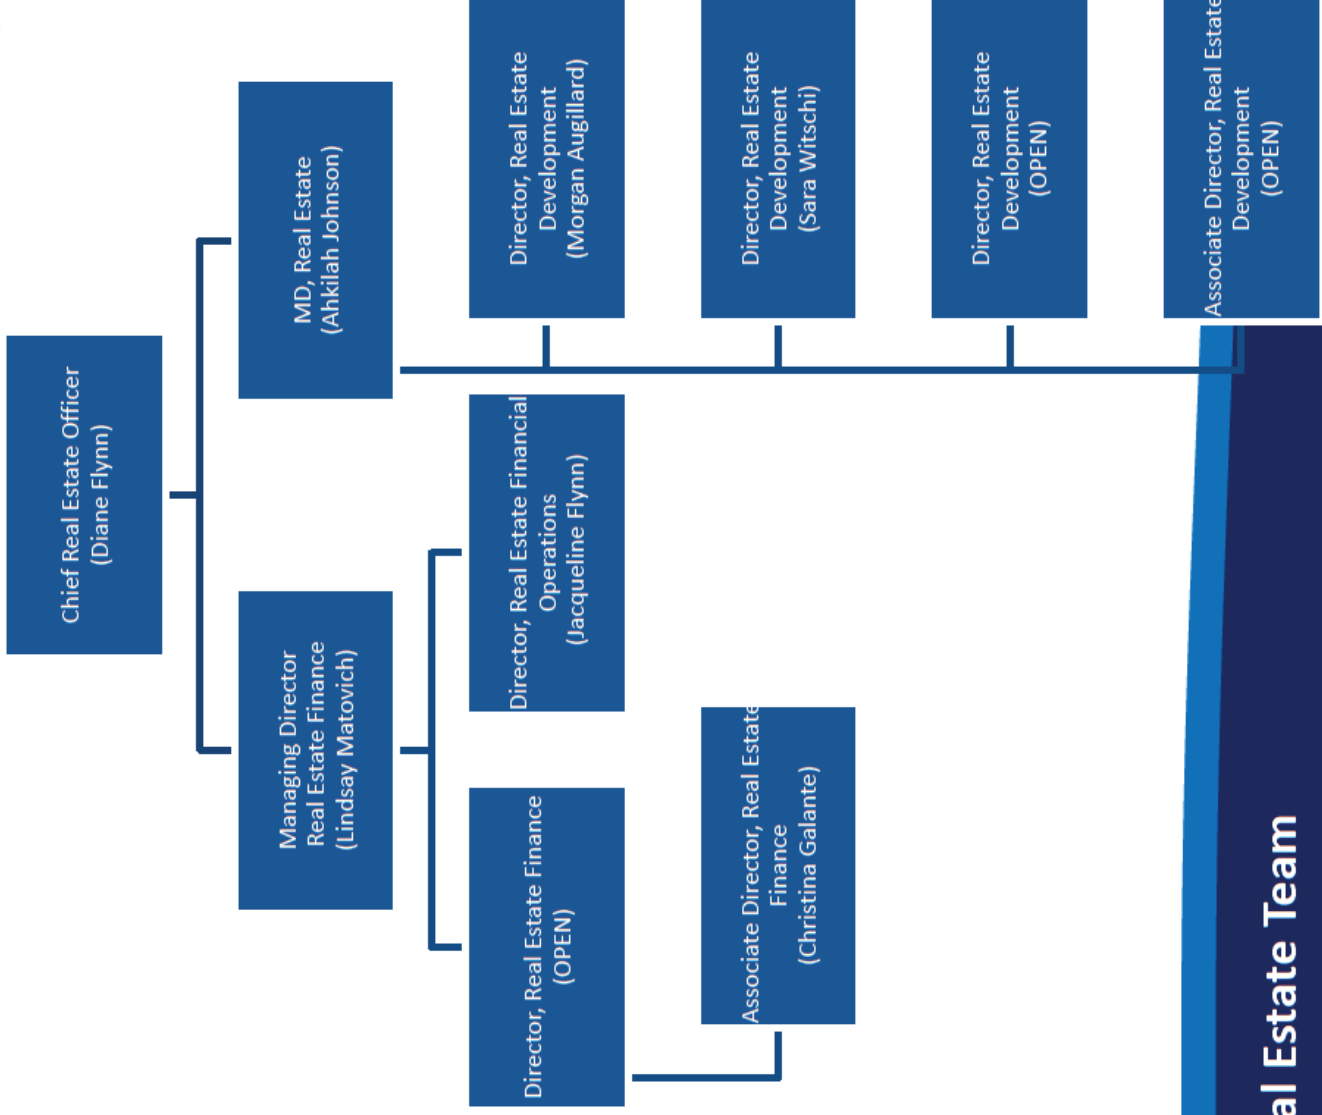 Chief Real Estate Officer
(Diane Flynn)
Managing Director
Real Estate Finance
(Lindsay Matovich)
MD, Real Estate
(Ahkilah Johnson)
Director, Real Estate Finance
(OPEN)
Director, Real Estate Financial
Operations
(Jacqueline Flynn)
Director, Real Estate
Development
(Morgan Augillard)
Associate Director, Real Estate
Finance
(Christina Galante)
Director, Real Estate
Development
(Sara Witschi)
Director, Real Estate
Development
(OPEN)
Associate Director, Real Estate
Development
(OPEN)
al Estate Team